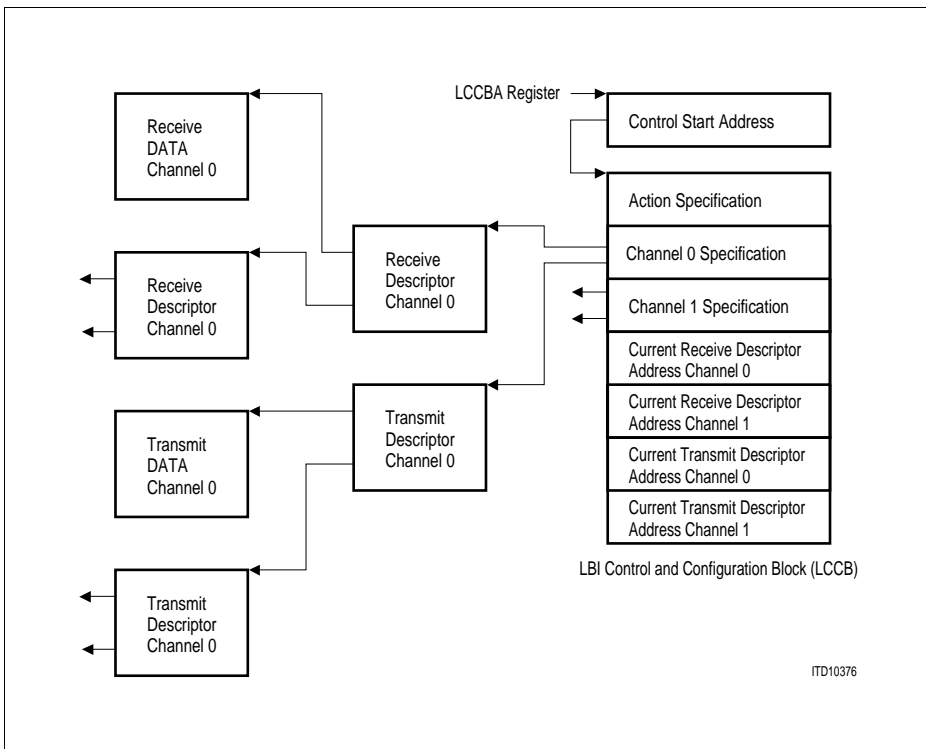 LCCBA Register
Control Start Address
Receive
DATA
Channel 0
Action Specification
Channel 0 Specification
Receive
Descriptor
Channel 0
Receive
Descriptor
Channel 0
Channel 1 Specification
Current Receive Descriptor
Address Channel 0
Current Receive Descriptor
Address Channel 1
Transmit
Descriptor
Channel 0
Transmit
DATA
Channel 0
Current Transmit Descriptor
Address Channel 0
Current Transmit Descriptor
Address Channel 1
LBI Control and Configuration Block (LCCB)
Transmit
Descriptor
Channel 0
ITD10376